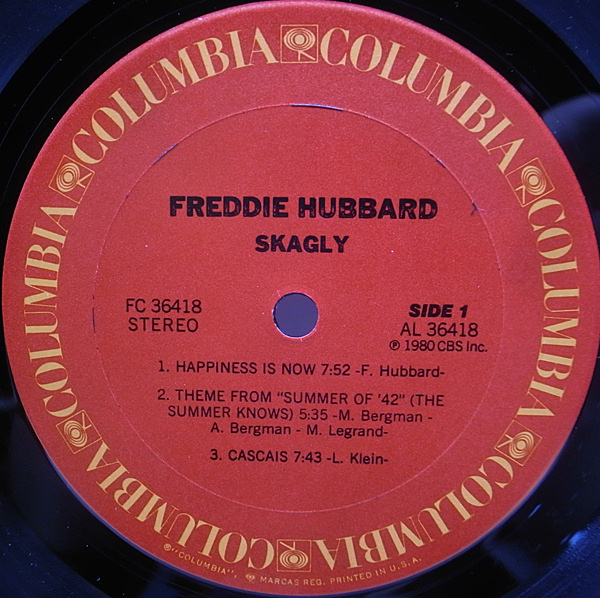 COLUMBIA COLUMBIA COLUMBIA COLUMBIA COLUMBIA COLUMBIA
FREDDIE HUBBARD
SKAGLY
FC 36418
STEREO
SIDE 1
AL 36418
℗ 1980 CBS Inc.
1. HAPPINESS IS NOW 7:52 -F. Hubbard-
2. THEME FROM "SUMMER OF '42" (THE
SUMMER KNOWS) 5:35 -M. Bergman -
A. Bergman - M. Legrand-
3. CASCAIS 7:43 -L. Klein-
®"COLUMBIA", MARCAS REG. PRINTED IN U.S.A.